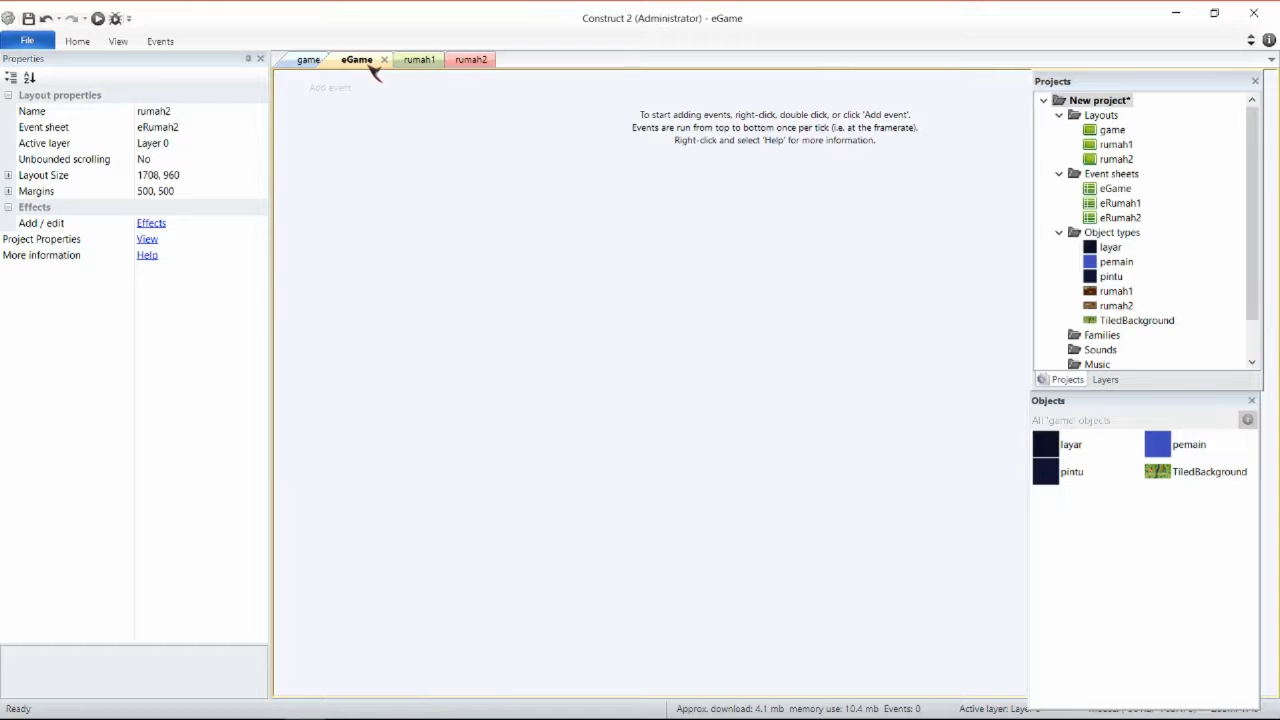 Construct 2 (Administrator) - eGame
File Home View Events
Properties
game eGame rumah1 rumah2
Layout properties
Name rumah2
Event sheet eRumah2
Active layer Layer 0
Unbounded scrolling No
Layout Size 1708, 960
Margins 500, 500
Effects
Add / edit Effects
Project Properties View
More information Help
Add event
To start adding events, right-click, double click, or click 'Add event'.
Events are run from top to bottom once per tick (i.e. at the framerate).
Right-click and select 'Help' for more information.
Projects
New project*
Layouts
game
rumah1
rumah2
Event sheets
eGame
eRumah1
eRumah2
Object types
layar
pemain
pintu
rumah1
rumah2
TiledBackground
Families
Sounds
Music
Projects Layers
Objects
All 'game' objects
layar pemain
pintu TiledBackground
Ready
Approx. download: 4.1 mb memory use: 10.4 mb Events: 0 Active layer: